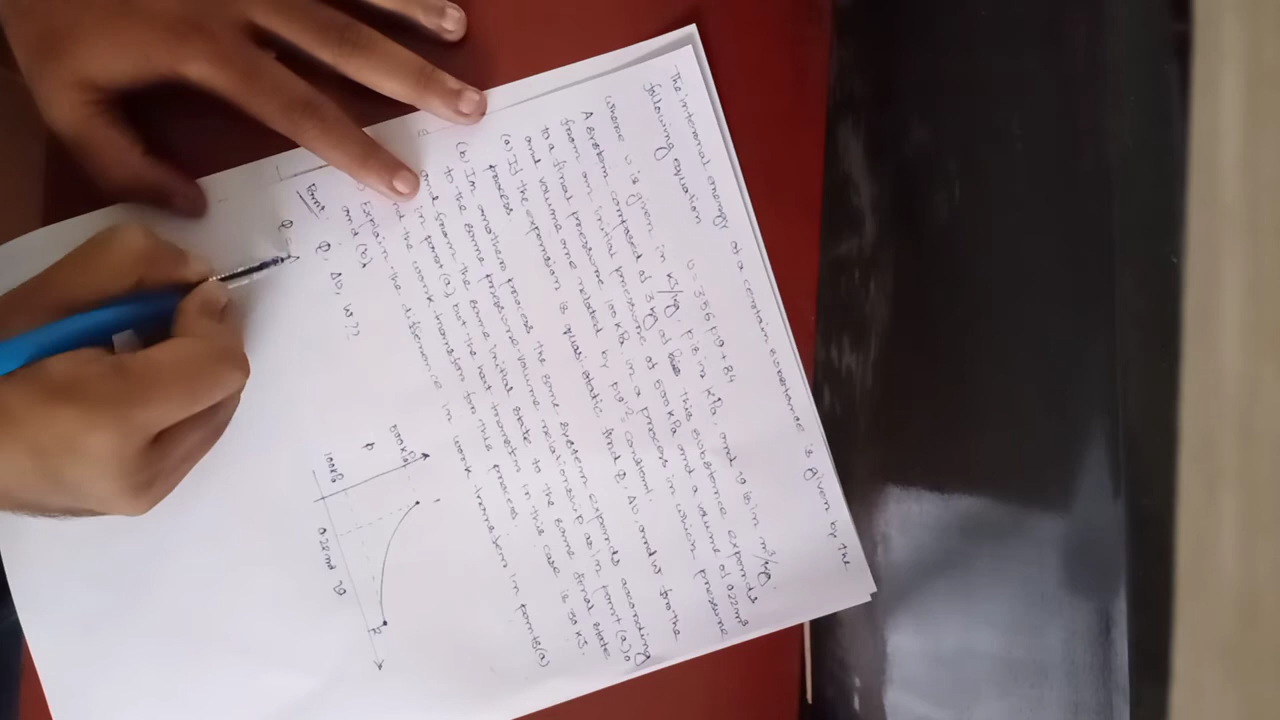 The internal energy of a certain substance is given by the
following equation
u = 3.56 pv + 84
where u is given in kJ/kg, p is in kPa, and v is in m³/kg.
A system composed of 3 kg of this substance expands
from an initial pressure of 500 kPa and a volume of 0.22 m³
to a final pressure 100 kPa in a process in which pressure
and volume are related by pv^1.2 = constant.
(a) If the expansion is quasi-static, find Q, ΔU, and W for the
process
(b) In another process the same system expands according
to the same pressure-volume relationship as in part (a),
and from the same initial state to the same final state
in part (a), but the heat transfer in this case is 30 kJ.
the work transfer for this process.
Explain the difference in work transfer in parts (a)
and (b).
Q, ΔU, W ??
500 kPa
p
100 kPa
0.22 m³
v
1
2